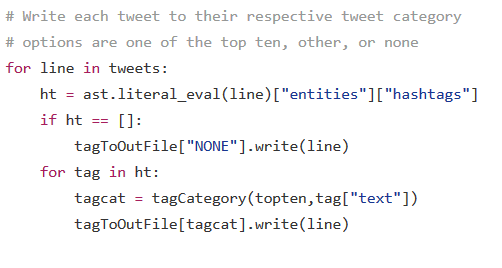 # Write each tweet to their respective tweet category
# options are one of the top ten, other, or none
for line in tweets:
    ht = ast.literal_eval(line)["entities"]["hashtags"]
    if ht == []:
        tagToOutFile["NONE"].write(line)
    for tag in ht:
        tagcat = tagCategory(topten,tag["text"])
        tagToOutFile[tagcat].write(line)